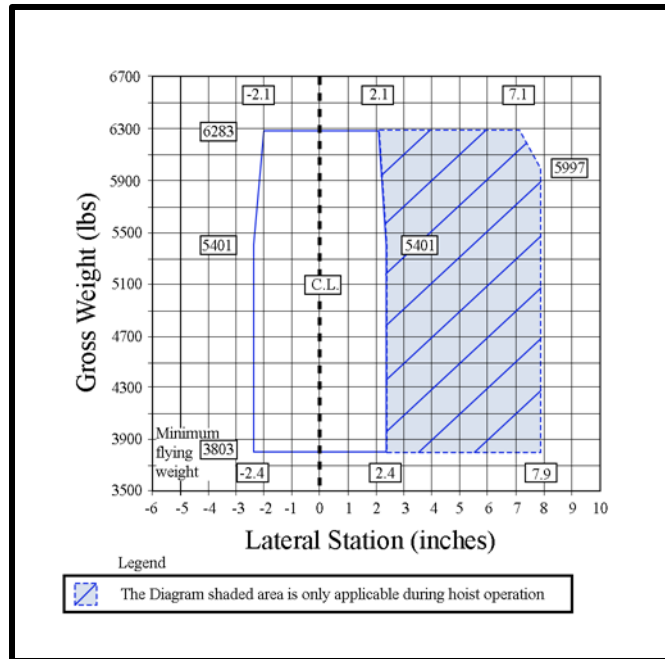 6700
-2.1
2.1
7.1
6283
6300
5997
5900
5401
5401
5500
C.L.
5100
4700
4300
3900
Minimum
flying
weight
3803
-2.4
2.4
7.9
3500
-6 -5 -4 -3 -2 -1 0 1 2 3 4 5 6 7 8 9 10
Gross Weight (lbs)
Lateral Station (inches)
Legend
The Diagram shaded area is only applicable during hoist operation